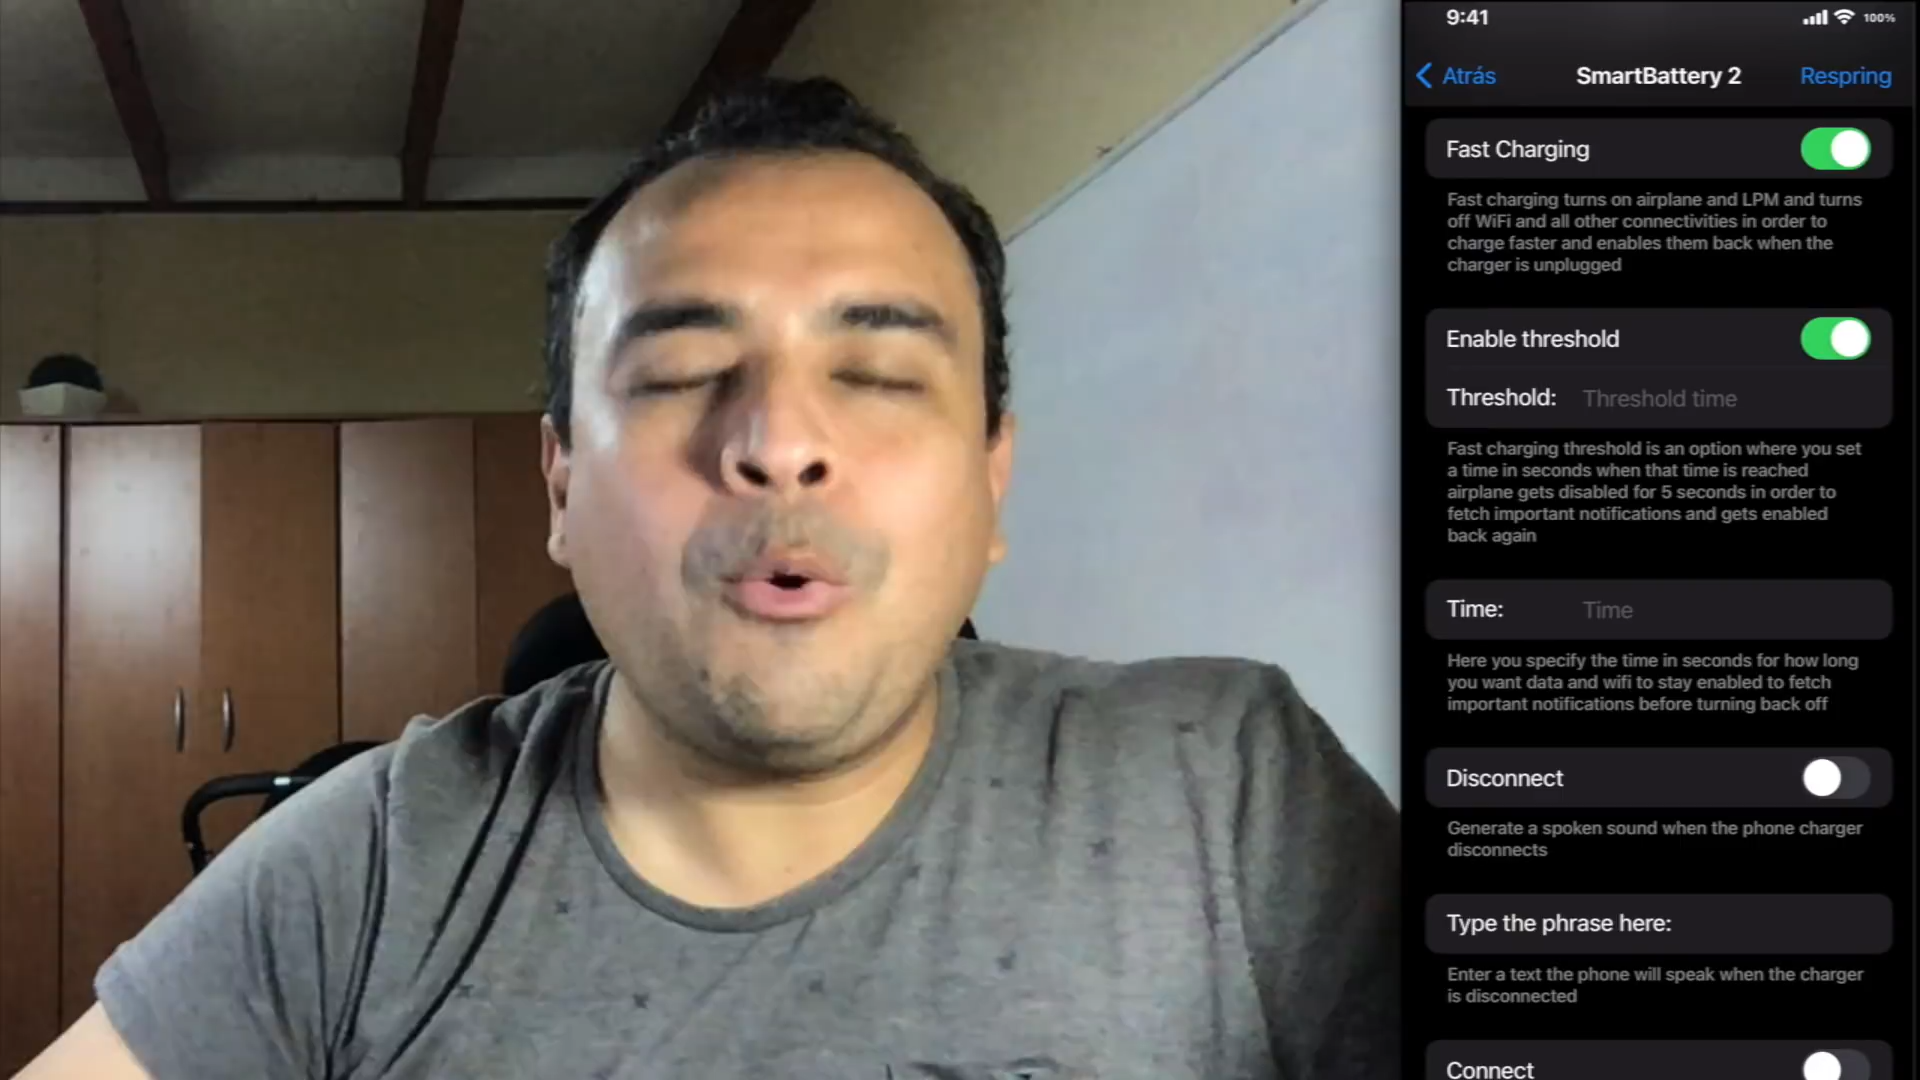 9:41
100%
Atrás
SmartBattery 2
Respring
Fast Charging
Fast charging turns on airplane and LPM and turns
off WiFi and all other connectivities in order to
charge faster and enables them back when the
charger is unplugged
Enable threshold
Threshold: Threshold time
Fast charging threshold is an option where you set
a time in seconds when that time is reached
airplane gets disabled for 5 seconds in order to
fetch important notifications and gets enabled
back again
Time: Time
Here you specify the time in seconds for how long
you want data and wifi to stay enabled to fetch
important notifications before turning back off
Disconnect
Generate a spoken sound when the phone charger
disconnects
Type the phrase here:
Enter a text the phone will speak when the charger
is disconnected
Connect